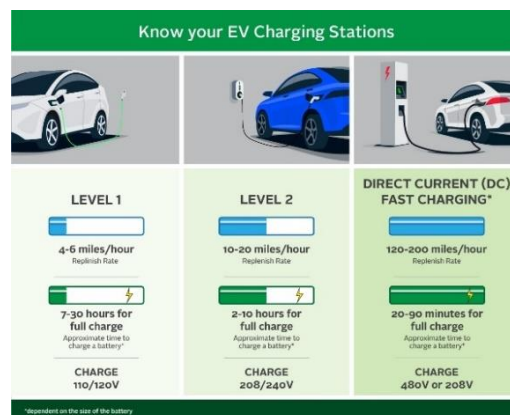 Know your EV Charging Stations
LEVEL 1
4-6 miles/hour
Replinish Rate
7-30 hours for
full charge
Approximate time to
charge a battery*
CHARGE
110/120V
LEVEL 2
10-20 miles/hour
Replenish Rate
2-10 hours for
full charge
Approximate time to
charge a battery*
CHARGE
208/240V
DIRECT CURRENT (DC)
FAST CHARGING*
120-200 miles/hour
Replenish Rate
20-90 minutes for
full charge
Approximate time to
charge a battery*
CHARGE
480V or 208V
*dependent on the size of the battery